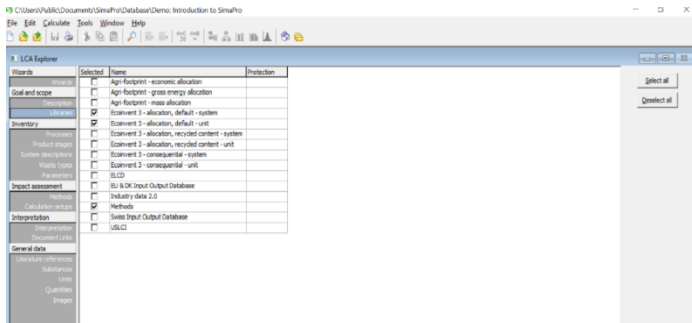 C:\Users\Public\Documents\SimaPro\Database\Demo: Introduction to SimaPro
File Edit Calculate Tools Window Help
LCA Explorer
Wizards
Wizards
Goal and scope
Description
Libraries
Inventory
Processes
Product stages
System descriptions
Waste types
Parameters
Impact assessment
Methods
Calculation setups
Interpretation
Interpretation
Document Links
General data
Literature references
Substances
Units
Quantities
Images
Selected Name Protection
Agri-footprint - economic allocation
Agri-footprint - gross energy allocation
Agri-footprint - mass allocation
Ecoinvent 3 - allocation, default - system
Ecoinvent 3 - allocation, default - unit
Ecoinvent 3 - allocation, recycled content - system
Ecoinvent 3 - allocation, recycled content - unit
Ecoinvent 3 - consequential - system
Ecoinvent 3 - consequential - unit
ELCD
EU & DK Input Output Database
Industry data 2.0
Methods
Swiss Input Output Database
USLCI
Select all
Deselect all